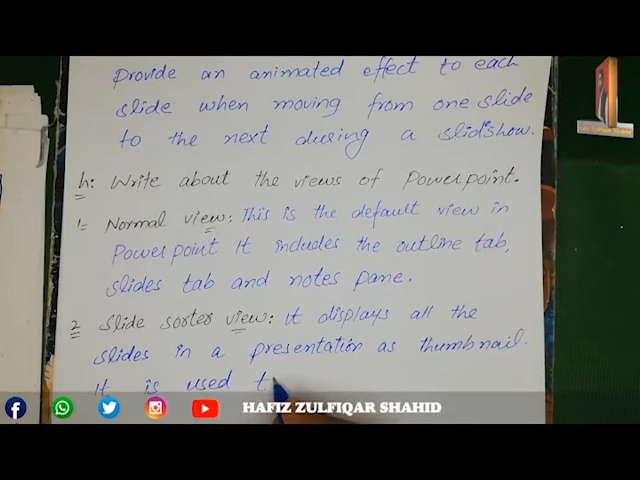 Provide an animated effect to each
slide when moving from one slide
to the next during a slidshow.
h: Write about the views of Powerpoint.
1= Normal view: This is the default view in
Powerpoint It includes the outline tab,
slides tab and notes pane.
2 Slide sorter view: It displays all the
slides in a presentation as thumbnail.
It is used t
HAFIZ ZULFIQAR SHAHID